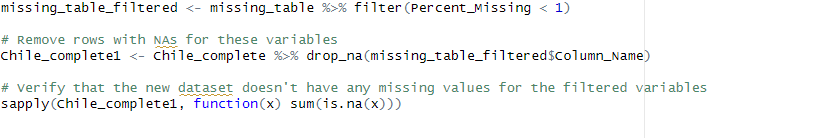 missing_table_filtered <- missing_table %>% filter(Percent_Missing < 1)
# Remove rows with NAs for these variables
Chile_complete1 <- Chile_complete %>% drop_na(missing_table_filtered$Column_Name)
# Verify that the new dataset doesn't have any missing values for the filtered variables
sapply(Chile_complete1, function(x) sum(is.na(x)))